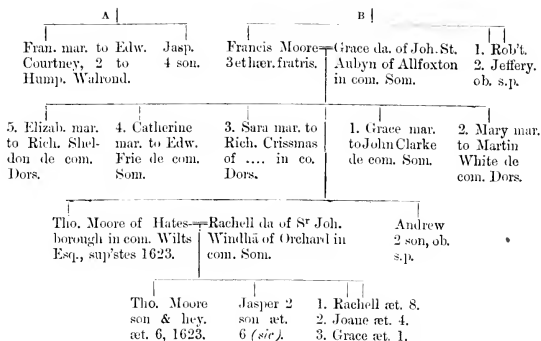 A
B
Fran. mar. to Edw.
Courtney, 2 to
Hump. Walrond.
Jasp.
4 son.
Francis Moore
3 et hær. fratris.
Grace da. of Joh. St.
Aubyn of Allfoxton
in com. Som.
1. Rob't.
2. Jeffery.
ob. s.p.
5. Elizab. mar.
to Rich. Shel-
don de com.
Dors.
4. Catherine
mar. to Edw.
Frie de com.
Som.
3. Sara mar. to
Rich. Crissmas
of .... in co.
Dors.
1. Grace mar.
to John Clarke
de com. Som.
2. Mary mar.
to Martin
White de
com. Dors.
Tho. Moore of Hates-
borough in com. Wilts
Esq., sup'stes 1623.
Rachell da of Sr Joh.
Windhā of Orchard in
com. Som.
Andrew
2 son, ob.
s.p.
Tho. Moore
son & hey.
æt. 6, 1623.
Jasper 2
son æt.
6 (sic).
1. Rachell æt. 8.
2. Joane æt. 4.
3. Grace æt. 1.